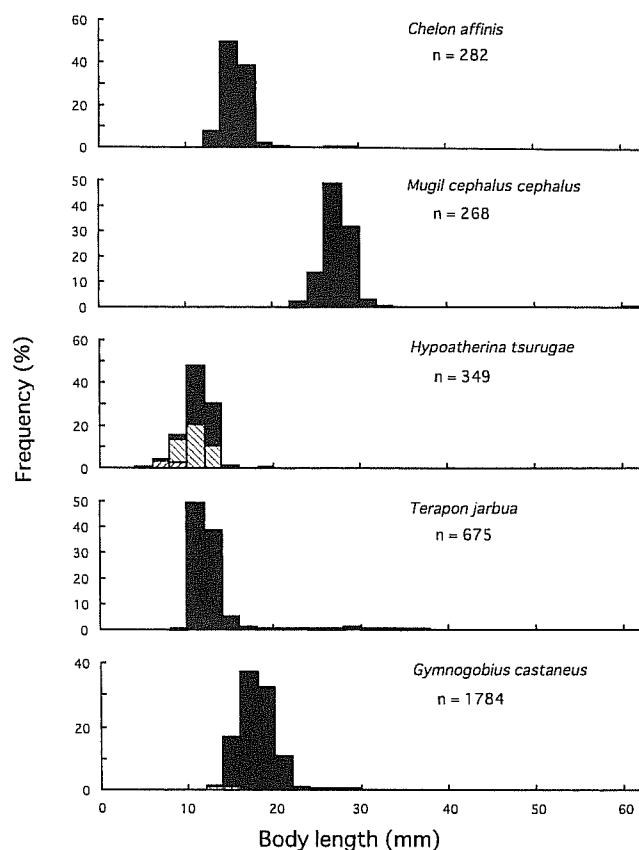 60
40
20
0
Chelon affinis
n = 282
50
40
30
20
10
0
Mugil cephalus cephalus
n = 268
60
40
20
0
Hypoatherina tsurugae
n = 349
50
40
30
20
10
0
Terapon jarbua
n = 675
40
20
0
Gymnogobius castaneus
n = 1784
0 10 20 30 40 50 60
Frequency (%)
Body length (mm)